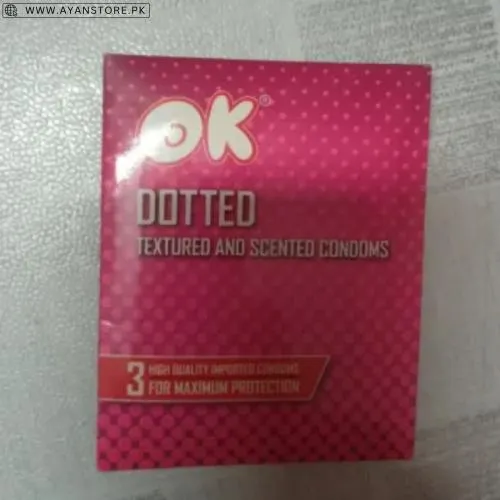 WWW.AYANSTORE.PK
OK®
DOTTED
TEXTURED AND SCENTED CONDOMS
3 HIGH QUALITY IMPORTED CONDOMS
FOR MAXIMUM PROTECTION